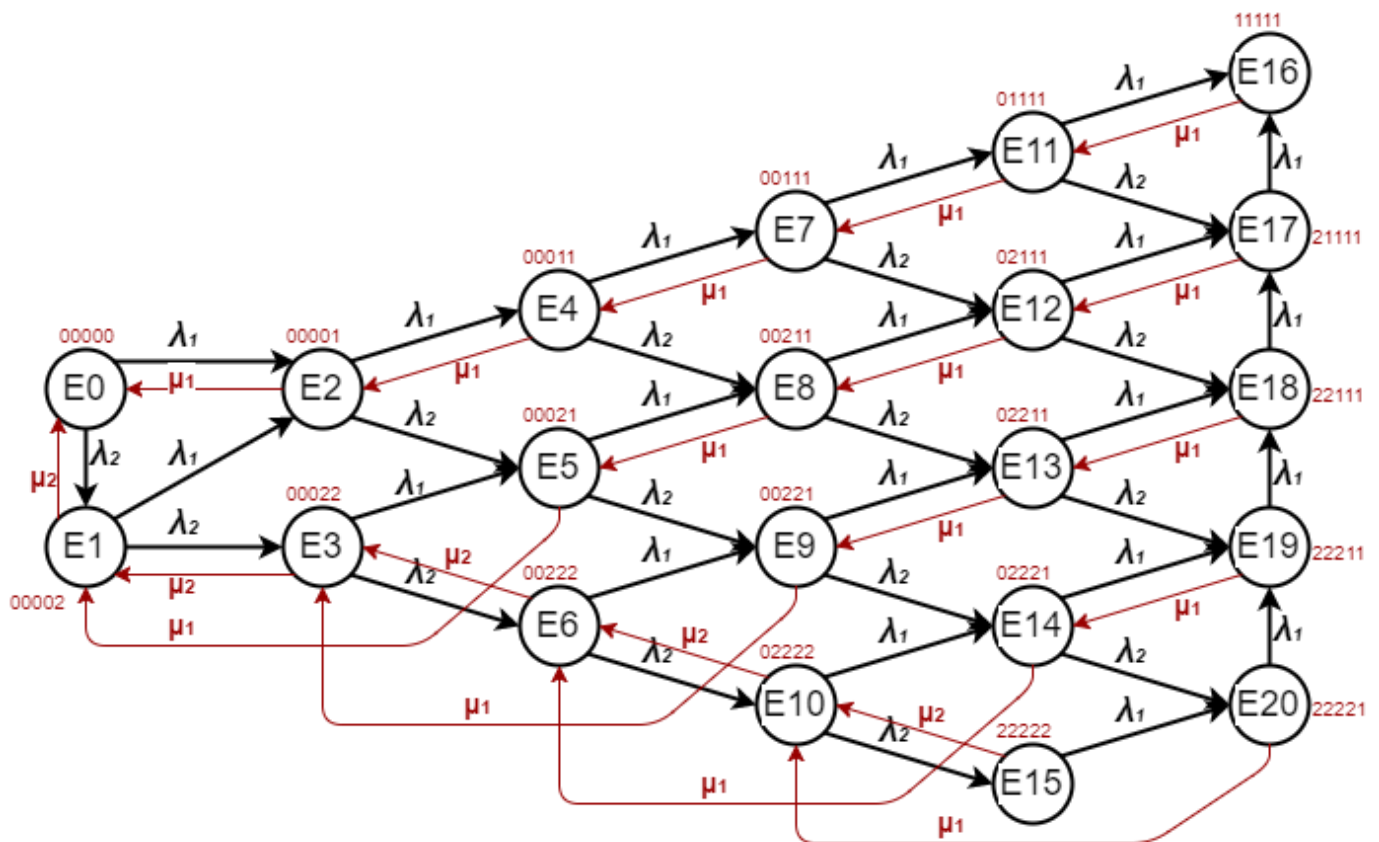 11111
λ₁ E16
01111
μ₁
E11
λ₁ λ₁
00111 λ₂
μ₁
E7 E17 21111
λ₁ λ₁
00011 λ₂ 02111
μ₁ μ₁
E4 E12
λ₁ λ₁ λ₁
00000 λ₁ 00001 λ₂ 00211 λ₂
μ₁ μ₁
E0 μ₁ E2 μ₁ E8 E18 22111
λ₁ λ₁
00021 λ₂ 02211
λ₂ λ₁ λ₂ μ₁ μ₁
μ₂ E5 E13
λ₁ λ₁
00022 λ₂ 00221 λ₂
λ₂ μ₁
E1 E3 μ₂ E9 E19 22211
λ₁ λ₁
μ₂ λ₂ 00222 λ₂ 02221
00002 μ₁
μ₁ E6 μ₂ E14
λ₁ λ₁
λ₂ 02222 λ₂
μ₁ E10 μ₂ λ₁ E20 22221
λ₂ 22222
μ₁ E15
μ₁